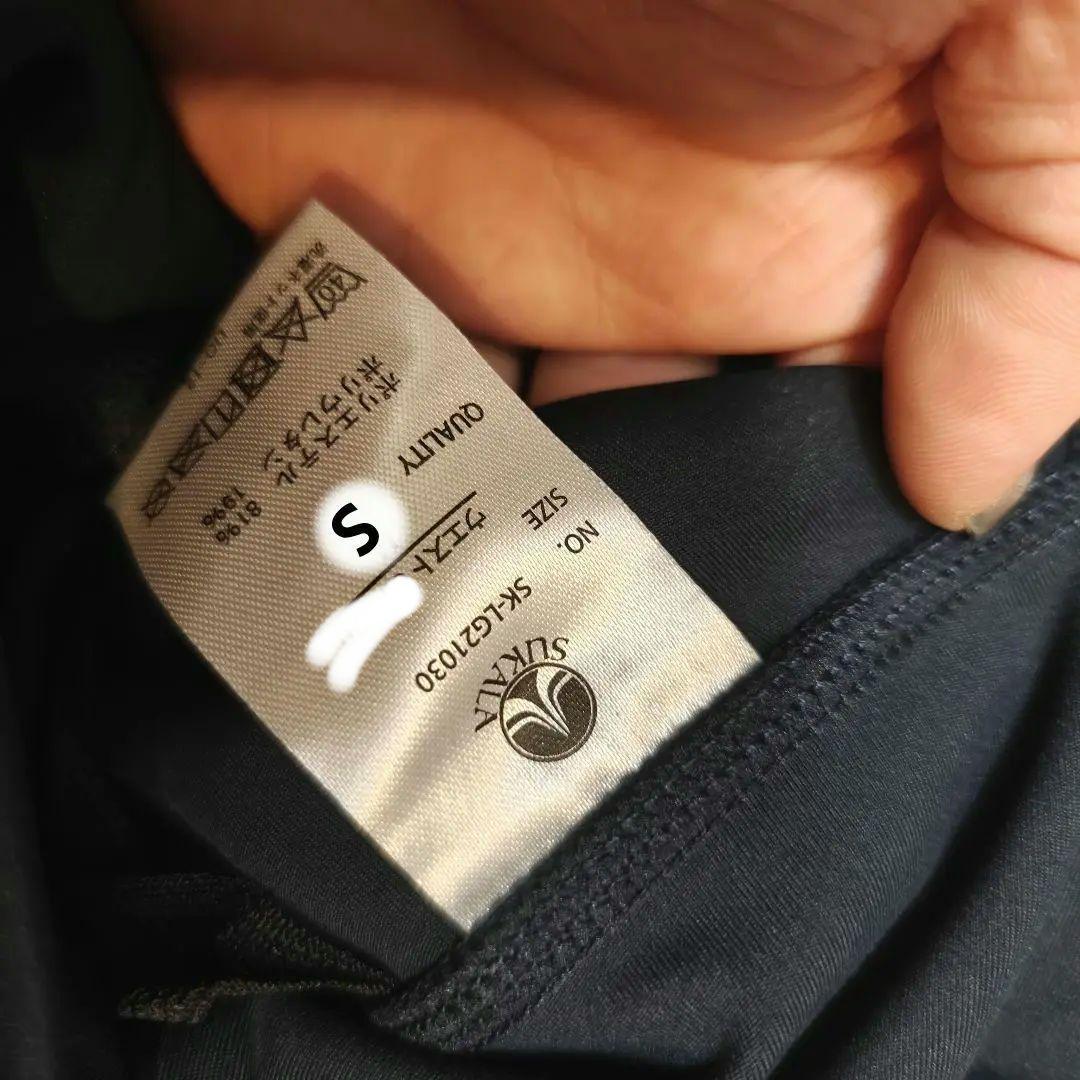 SUKALA
NO. SK-LG21030
SIZE
ウエスト
S
QUALITY
ポリエステル 81%
ポリウレタン 19%